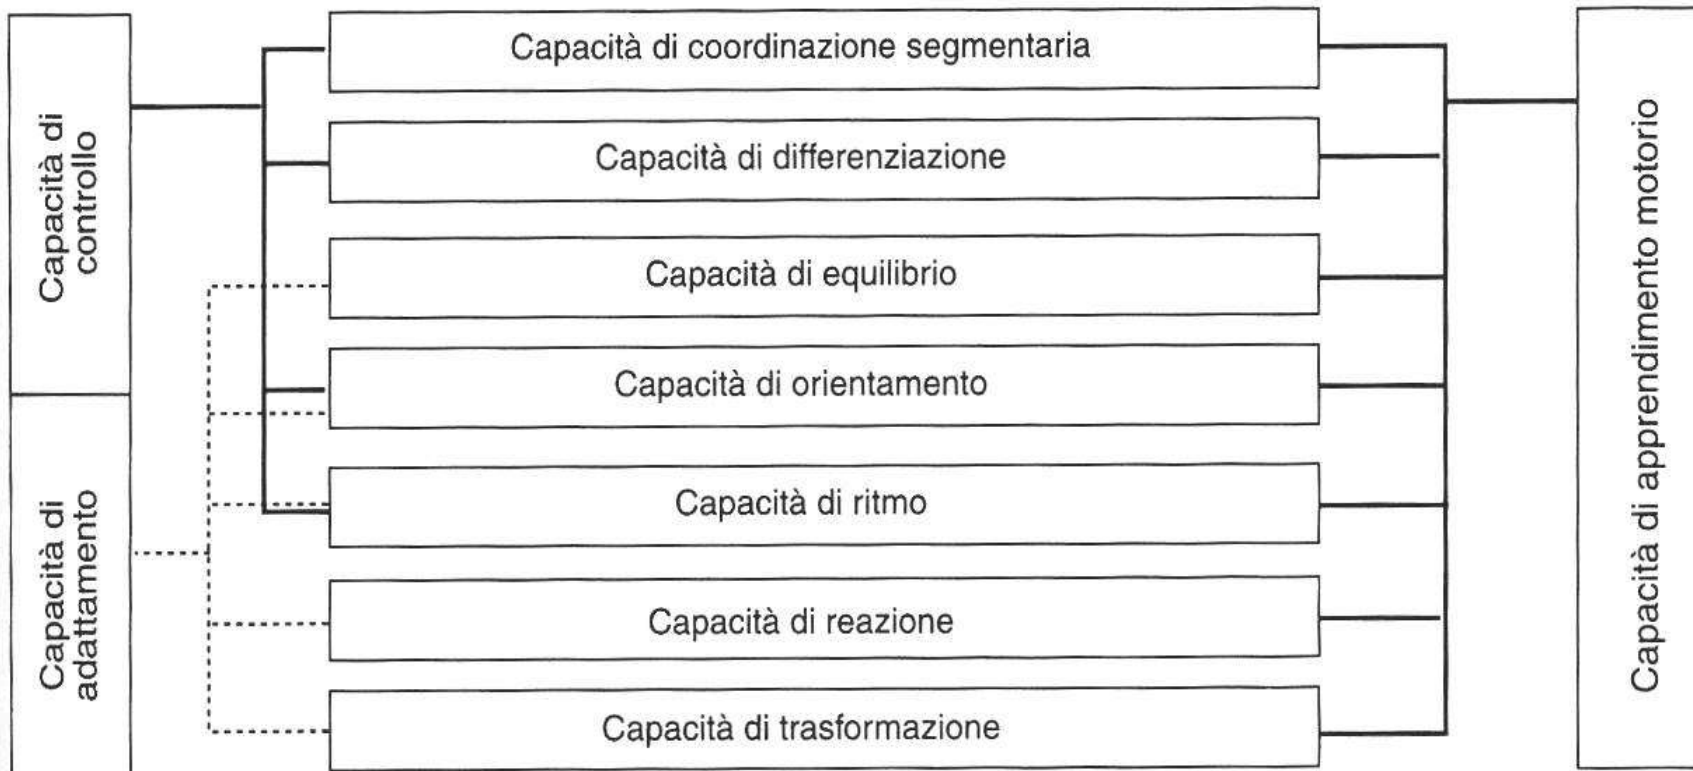 Capacità di
controllo
Capacità di
adattamento
Capacità di coordinazione segmentaria
Capacità di differenziazione
Capacità di equilibrio
Capacità di orientamento
Capacità di ritmo
Capacità di reazione
Capacità di trasformazione
Capacità di apprendimento motorio